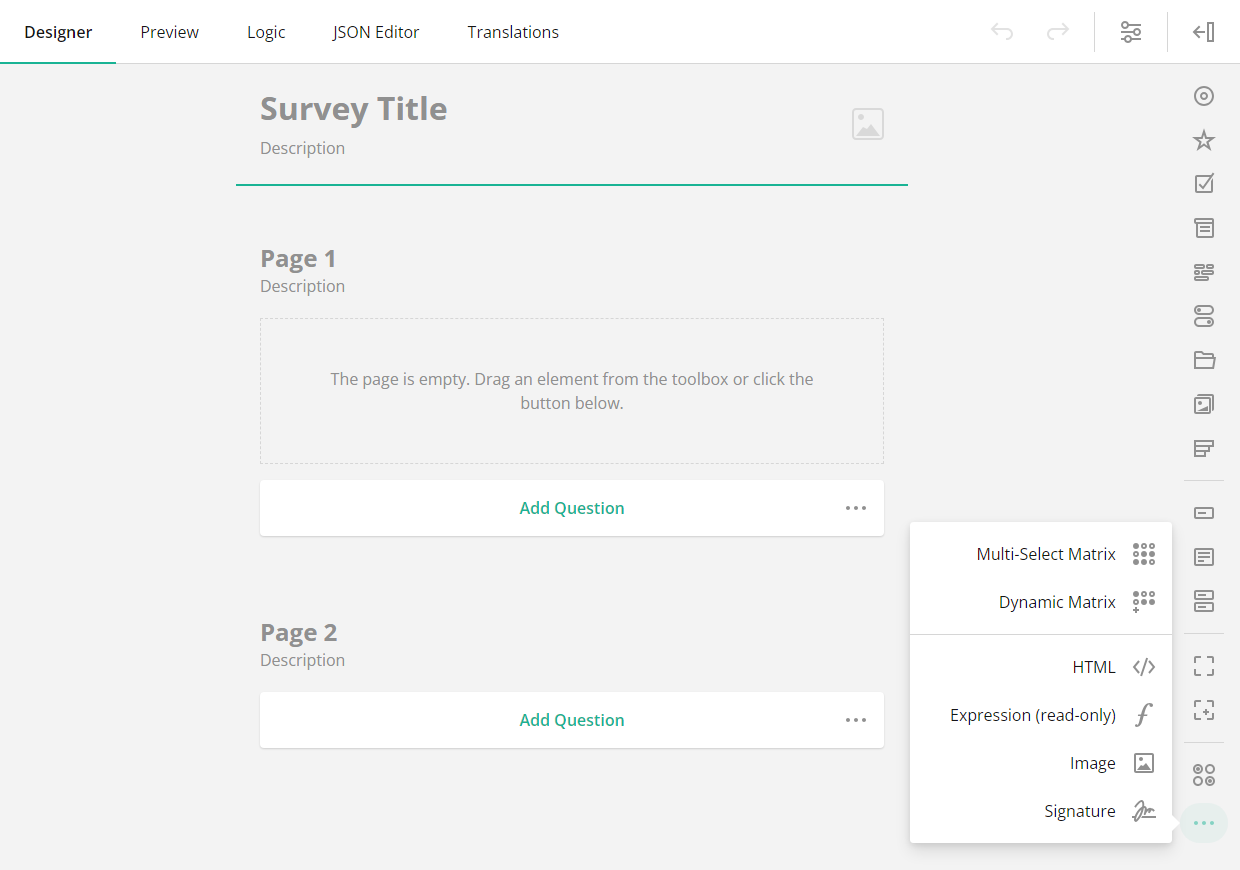 Designer
Preview
Logic
JSON Editor
Translations
Survey Title
Description
Page 1
Description
The page is empty. Drag an element from the toolbox or click the
button below.
Add Question
Page 2
Description
Add Question
Multi-Select Matrix
Dynamic Matrix
HTML
Expression (read-only)
Image
Signature